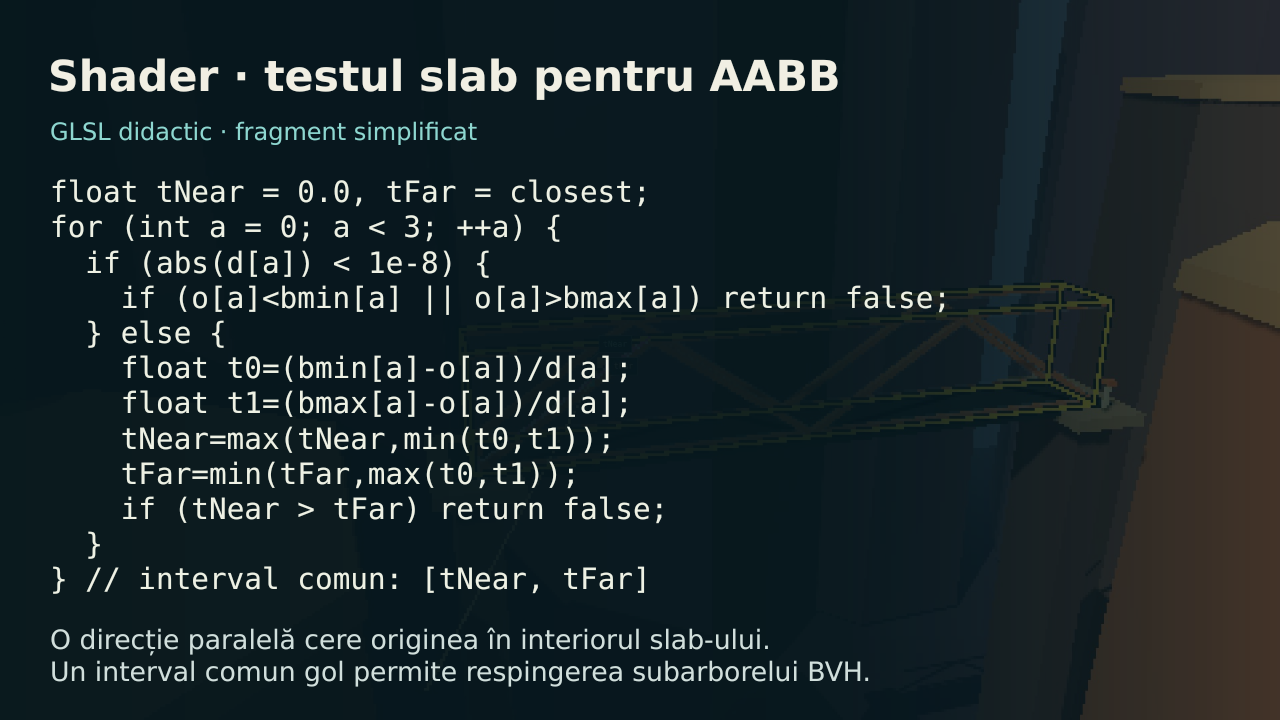 Shader · testul slab pentru AABB
GLSL didactic · fragment simplificat
float tNear = 0.0, tFar = closest;
for (int a = 0; a < 3; ++a) {
  if (abs(d[a]) < 1e-8) {
    if (o[a]<bmin[a] || o[a]>bmax[a]) return false;
  } else {
    float t0=(bmin[a]-o[a])/d[a];
    float t1=(bmax[a]-o[a])/d[a];
    tNear=max(tNear,min(t0,t1));
    tFar=min(tFar,max(t0,t1));
    if (tNear > tFar) return false;
  }
} // interval comun: [tNear, tFar]
O direcție paralelă cere originea în interiorul slab-ului.
Un interval comun gol permite respingerea subarborelui BVH.